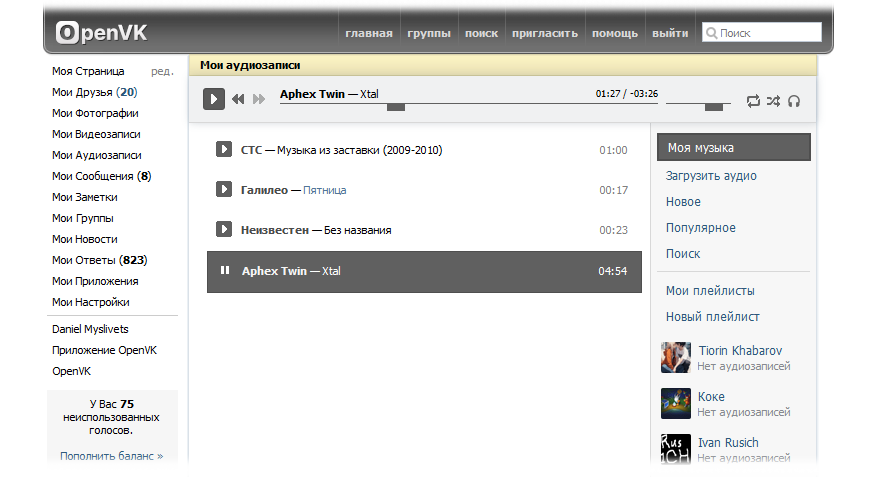 OpenVK
главная группы поиск пригласить помощь выйти Поиск
Моя Страница ред.
Мои Друзья (20)
Мои Фотографии
Мои Видеозаписи
Мои Аудиозаписи
Мои Сообщения (8)
Мои Заметки
Мои Группы
Мои Новости
Мои Ответы (823)
Мои Приложения
Мои Настройки
Daniel Myslivets
Приложение OpenVK
OpenVK
У Вас 75
неиспользованных
голосов.
Пополнить баланс »
Мои аудиозаписи
Aphex Twin — Xtal 01:27 / -03:26
СТС — Музыка из заставки (2009-2010) 01:00
Галилео — Пятница 00:17
Неизвестен — Без названия 00:23
Aphex Twin — Xtal 04:54
Моя музыка
Загрузить аудио
Новое
Популярное
Поиск
Мои плейлисты
Новый плейлист
Tiorin Khabarov
Нет аудиозаписей
Коке
Нет аудиозаписей
RUS
ICH
Ivan Rusich
Нет аудиозаписей